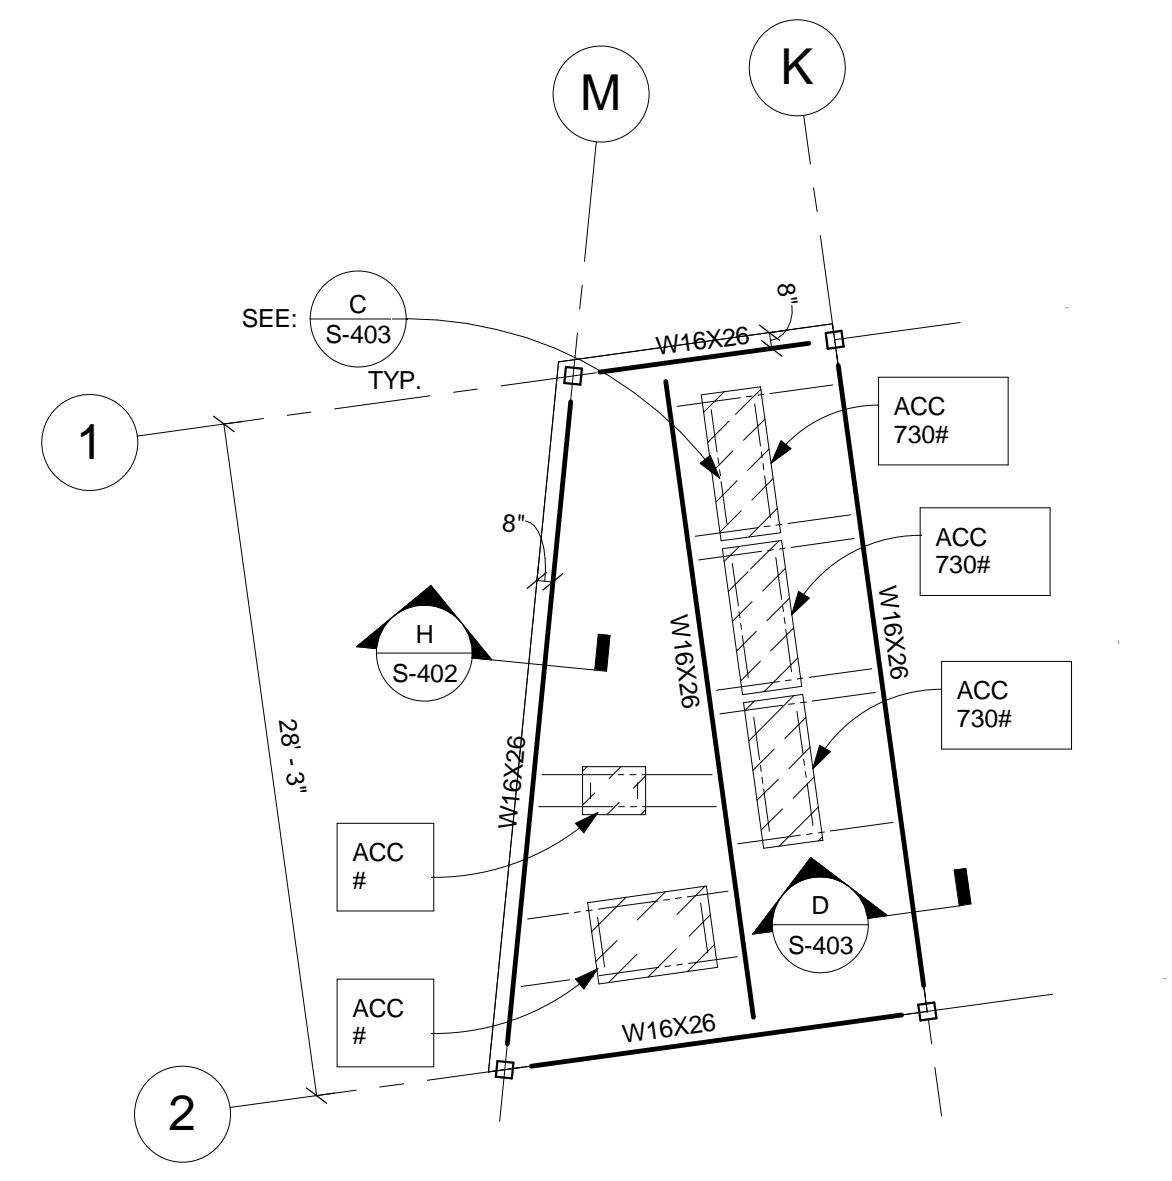 K
M
8"
C
SEE:
S-403
W16X26
TYP.
ACC
730#
1
8"
ACC
730#
W16X26
H
W16X26
S-402
ACC
730#
28' - 3"
W16X26
ACC
#
D
S-403
ACC
#
W16X26
2